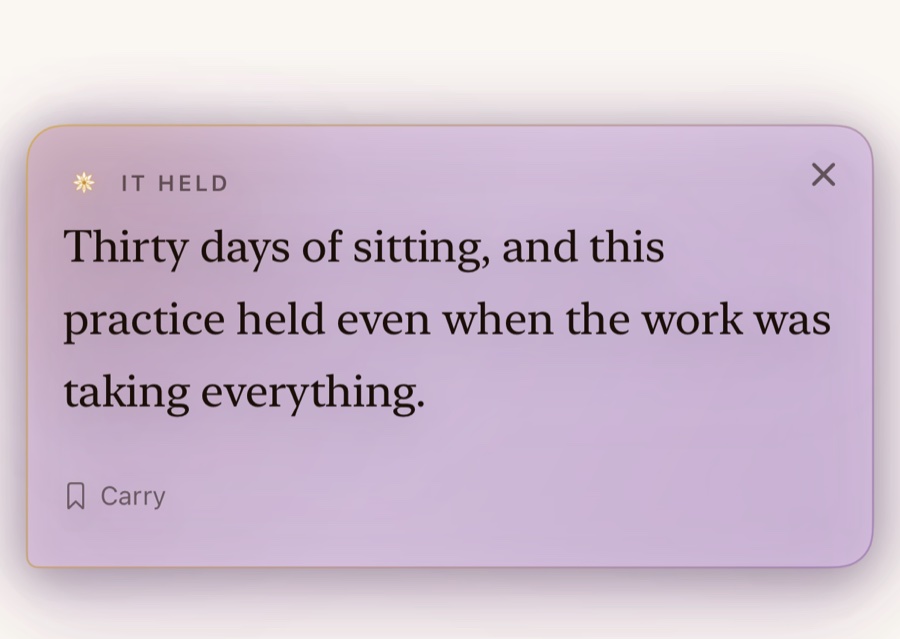 IT HELD
Thirty days of sitting, and this
practice held even when the work was
taking everything.
Carry